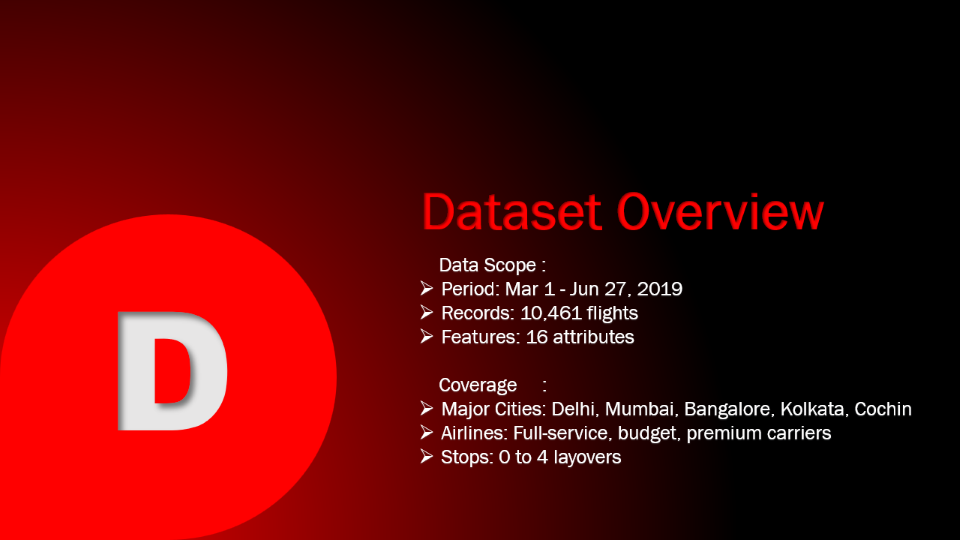 Dataset Overview
Data Scope :
➢ Period: Mar 1 - Jun 27, 2019
➢ Records: 10,461 flights
➢ Features: 16 attributes
Coverage :
➢ Major Cities: Delhi, Mumbai, Bangalore, Kolkata, Cochin
➢ Airlines: Full-service, budget, premium carriers
➢ Stops: 0 to 4 layovers
D